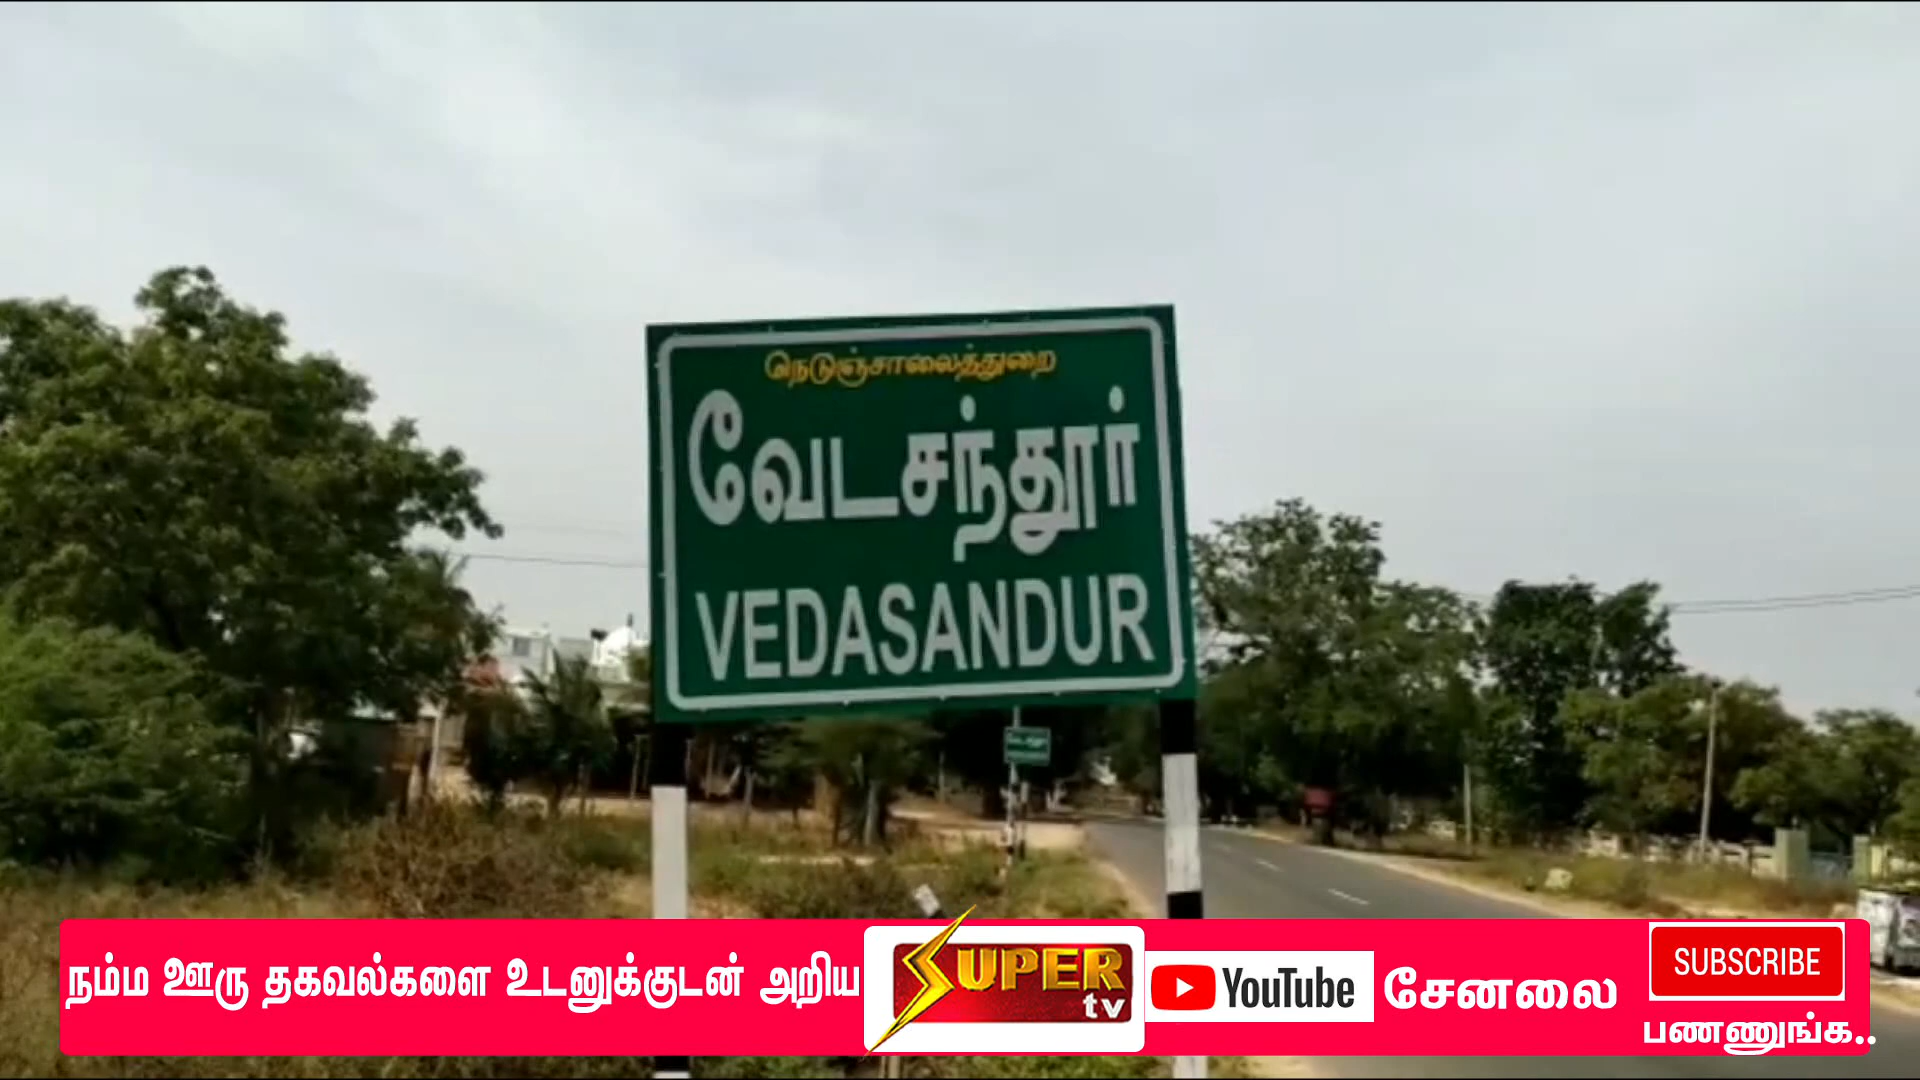 நெடுஞ்சாலைத்துறை
வேடசந்தூர்
VEDASANDUR
நம்ம ஊரு தகவல்களை உடனுக்குடன் அறிய SUPER tv YouTube சேனலை SUBSCRIBE
பண்ணுங்க..